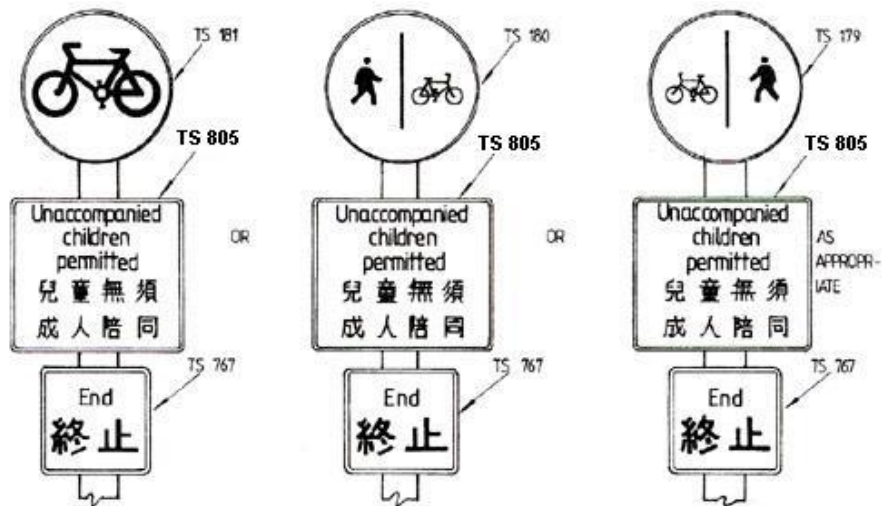 TS 181
TS 805
Unaccompanied
children
permitted
兒童無須
成人陪同
TS 767
End
終止
OR
TS 180
TS 805
Unaccompanied
children
permitted
兒童無須
成人陪同
TS 767
End
終止
OR
TS 179
TS 805
Unaccompanied
children
permitted
兒童無須
成人陪同
AS
APPROPR-
IATE
TS 767
End
終止